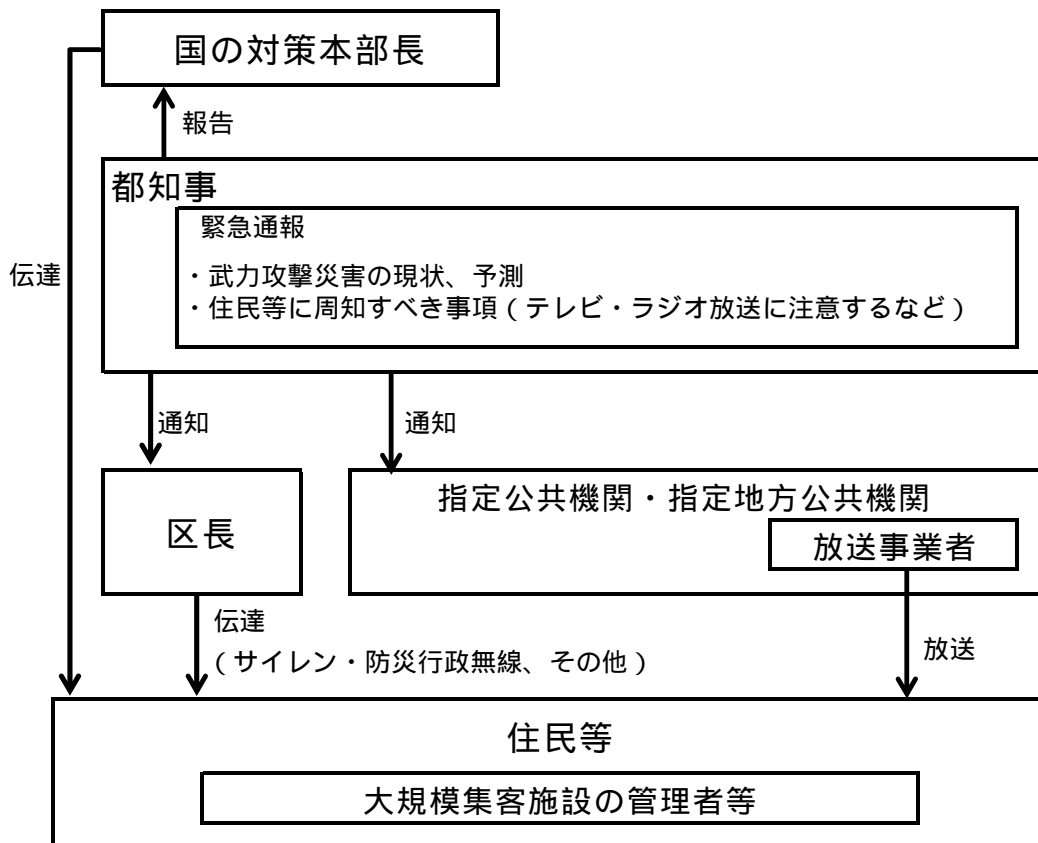 国の対策本部長
報告
都知事
緊急通報
・武力攻撃災害の現状、予測
・住民等に周知すべき事項(テレビ・ラジオ放送に注意するなど)
伝達
通知
通知
区長
指定公共機関・指定地方公共機関
放送事業者
伝達
(サイレン・防災行政無線、その他)
放送
住民等
大規模集客施設の管理者等